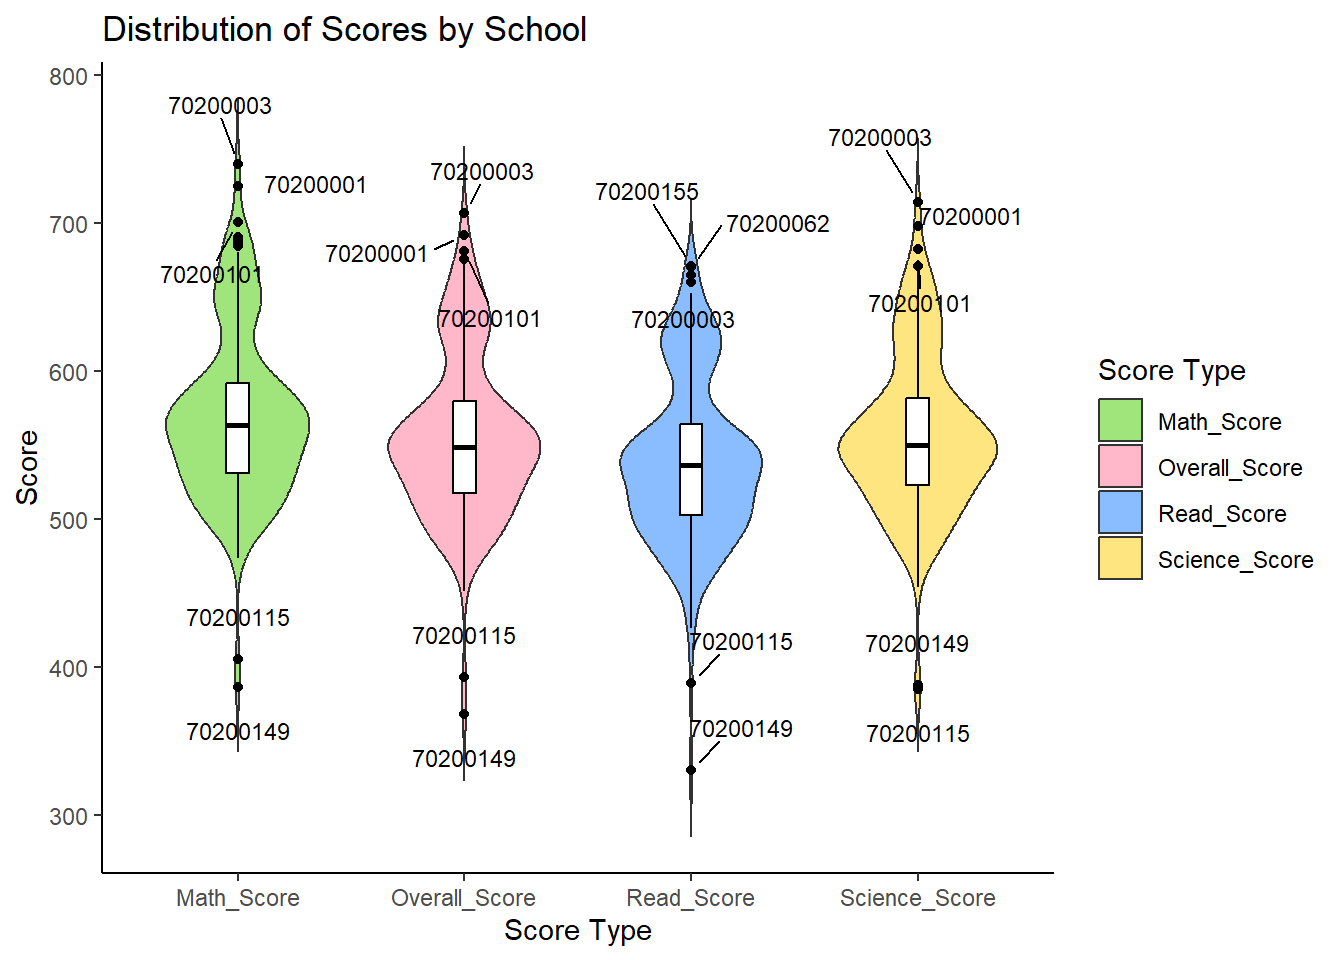 Distribution of Scores by School
800
700
600
500
400
300
Score
70200003
70200001
70200101
70200115
70200149
70200003
70200001
70200101
70200115
70200149
70200155
70200062
70200003
70200115
70200149
70200003
70200001
70200101
70200149
70200115
Math_Score
Overall_Score
Read_Score
Science_Score
Score Type
Score Type
Math_Score
Overall_Score
Read_Score
Science_Score